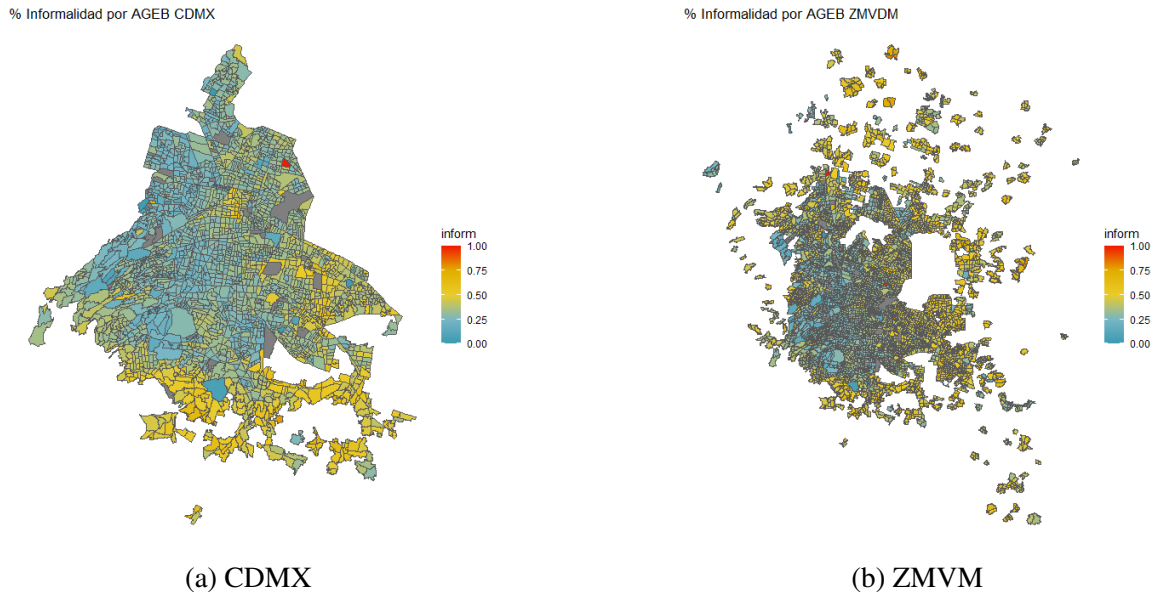 % Informalidad por AGEB CDMX
inform
1.00
0.75
0.50
0.25
0.00
(a) CDMX
% Informalidad por AGEB ZMVDM
inform
1.00
0.75
0.50
0.25
0.00
(b) ZMVM